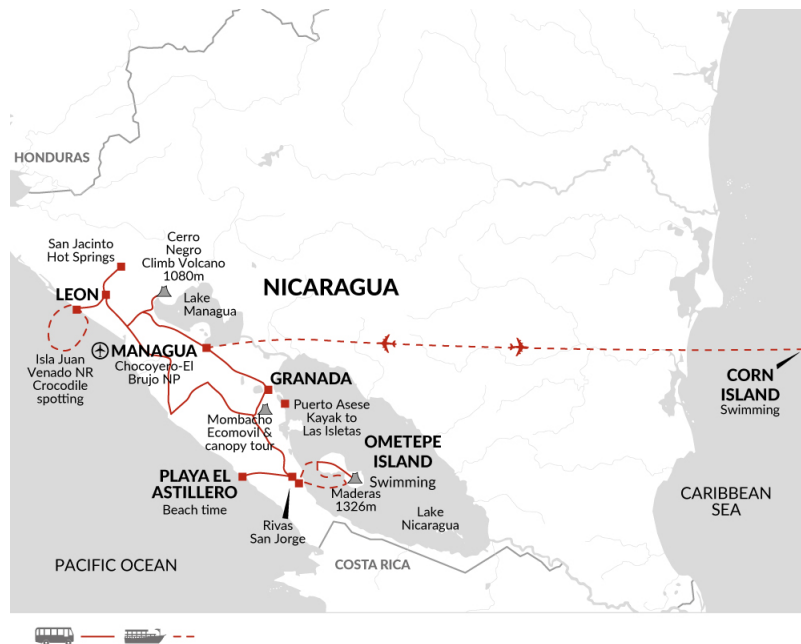 HONDURAS
Cerro
Negro
Climb Volcano
1080m
San Jacinto
Hot Springs
LEON
Lake
Managua
NICARAGUA
Isla Juan
Venado NR
Crocodile
spotting
MANAGUA
Chocoyero-El
Brujo NP
GRANADA
CORN
ISLAND
Swimming
Puerto Asese
Kayak to
Las Isletas
Mombacho
Ecomovil &
canopy tour
OMETEPE
ISLAND
Swimming
PLAYA EL
ASTILLERO
Beach time
Maderas
1326m
Lake
Nicaragua
Rivas
San Jorge
CARIBBEAN
SEA
PACIFIC OCEAN
COSTA RICA